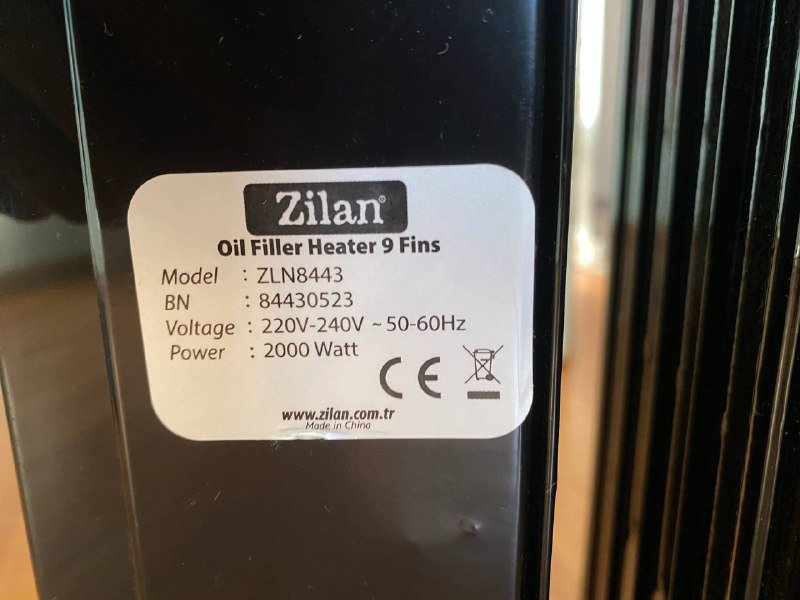 Zilan®
Oil Filler Heater 9 Fins
Model : ZLN8443
BN : 84430523
Voltage : 220V-240V ~ 50-60Hz
Power : 2000 Watt
CE
www.zilan.com.tr
Made in China